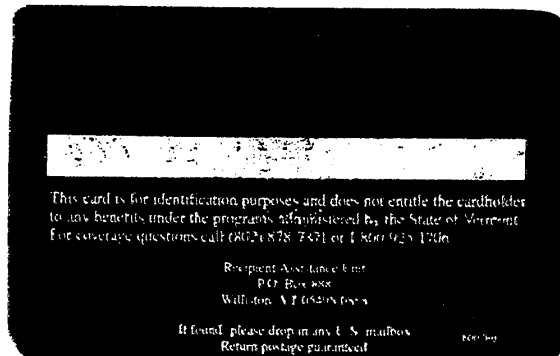 This card is for identification purposes and does not entitle the cardholder
to any benefits under the programs administered by the State of Vermont
For coverage questions call (802) 878-7871 or 1-800-925-1706
Recipient Assistance Unit
P.O. Box 888
Williston, VT 05495
If found, please drop in any U.S. mailbox
Return postage guaranteed